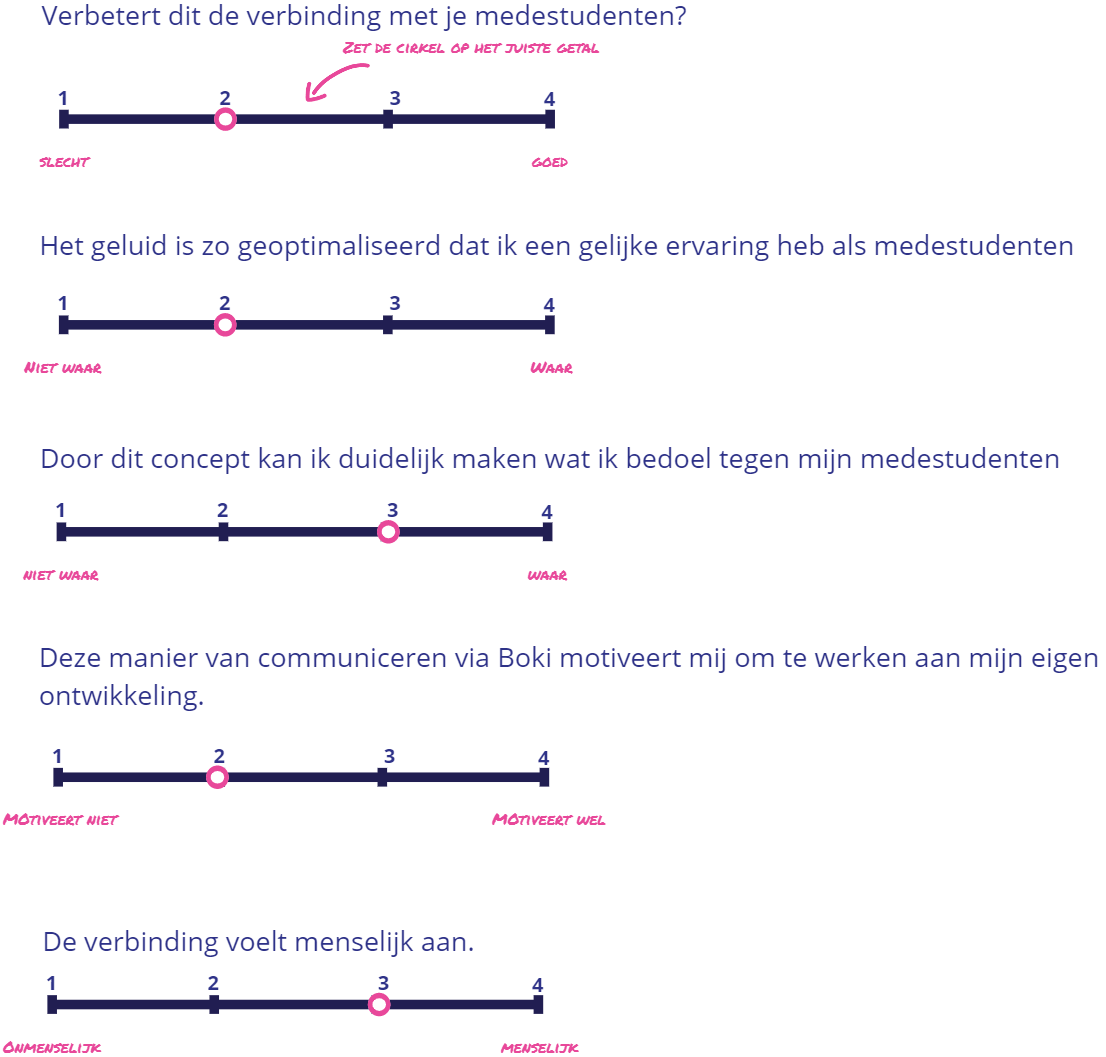 Verbetert dit de verbinding met je medestudenten?
Zet de cirkel op het juiste getal
1 2 3 4
slecht goed
Het geluid is zo geoptimaliseerd dat ik een gelijke ervaring heb als medestudenten
1 2 3 4
Niet waar Waar
Door dit concept kan ik duidelijk maken wat ik bedoel tegen mijn medestudenten
1 2 3 4
niet waar waar
Deze manier van communiceren via Boki motiveert mij om te werken aan mijn eigen
ontwikkeling.
1 2 3 4
MOtiveert niet MOtiveert wel
De verbinding voelt menselijk aan.
1 2 3 4
Onmenselijk menselijk